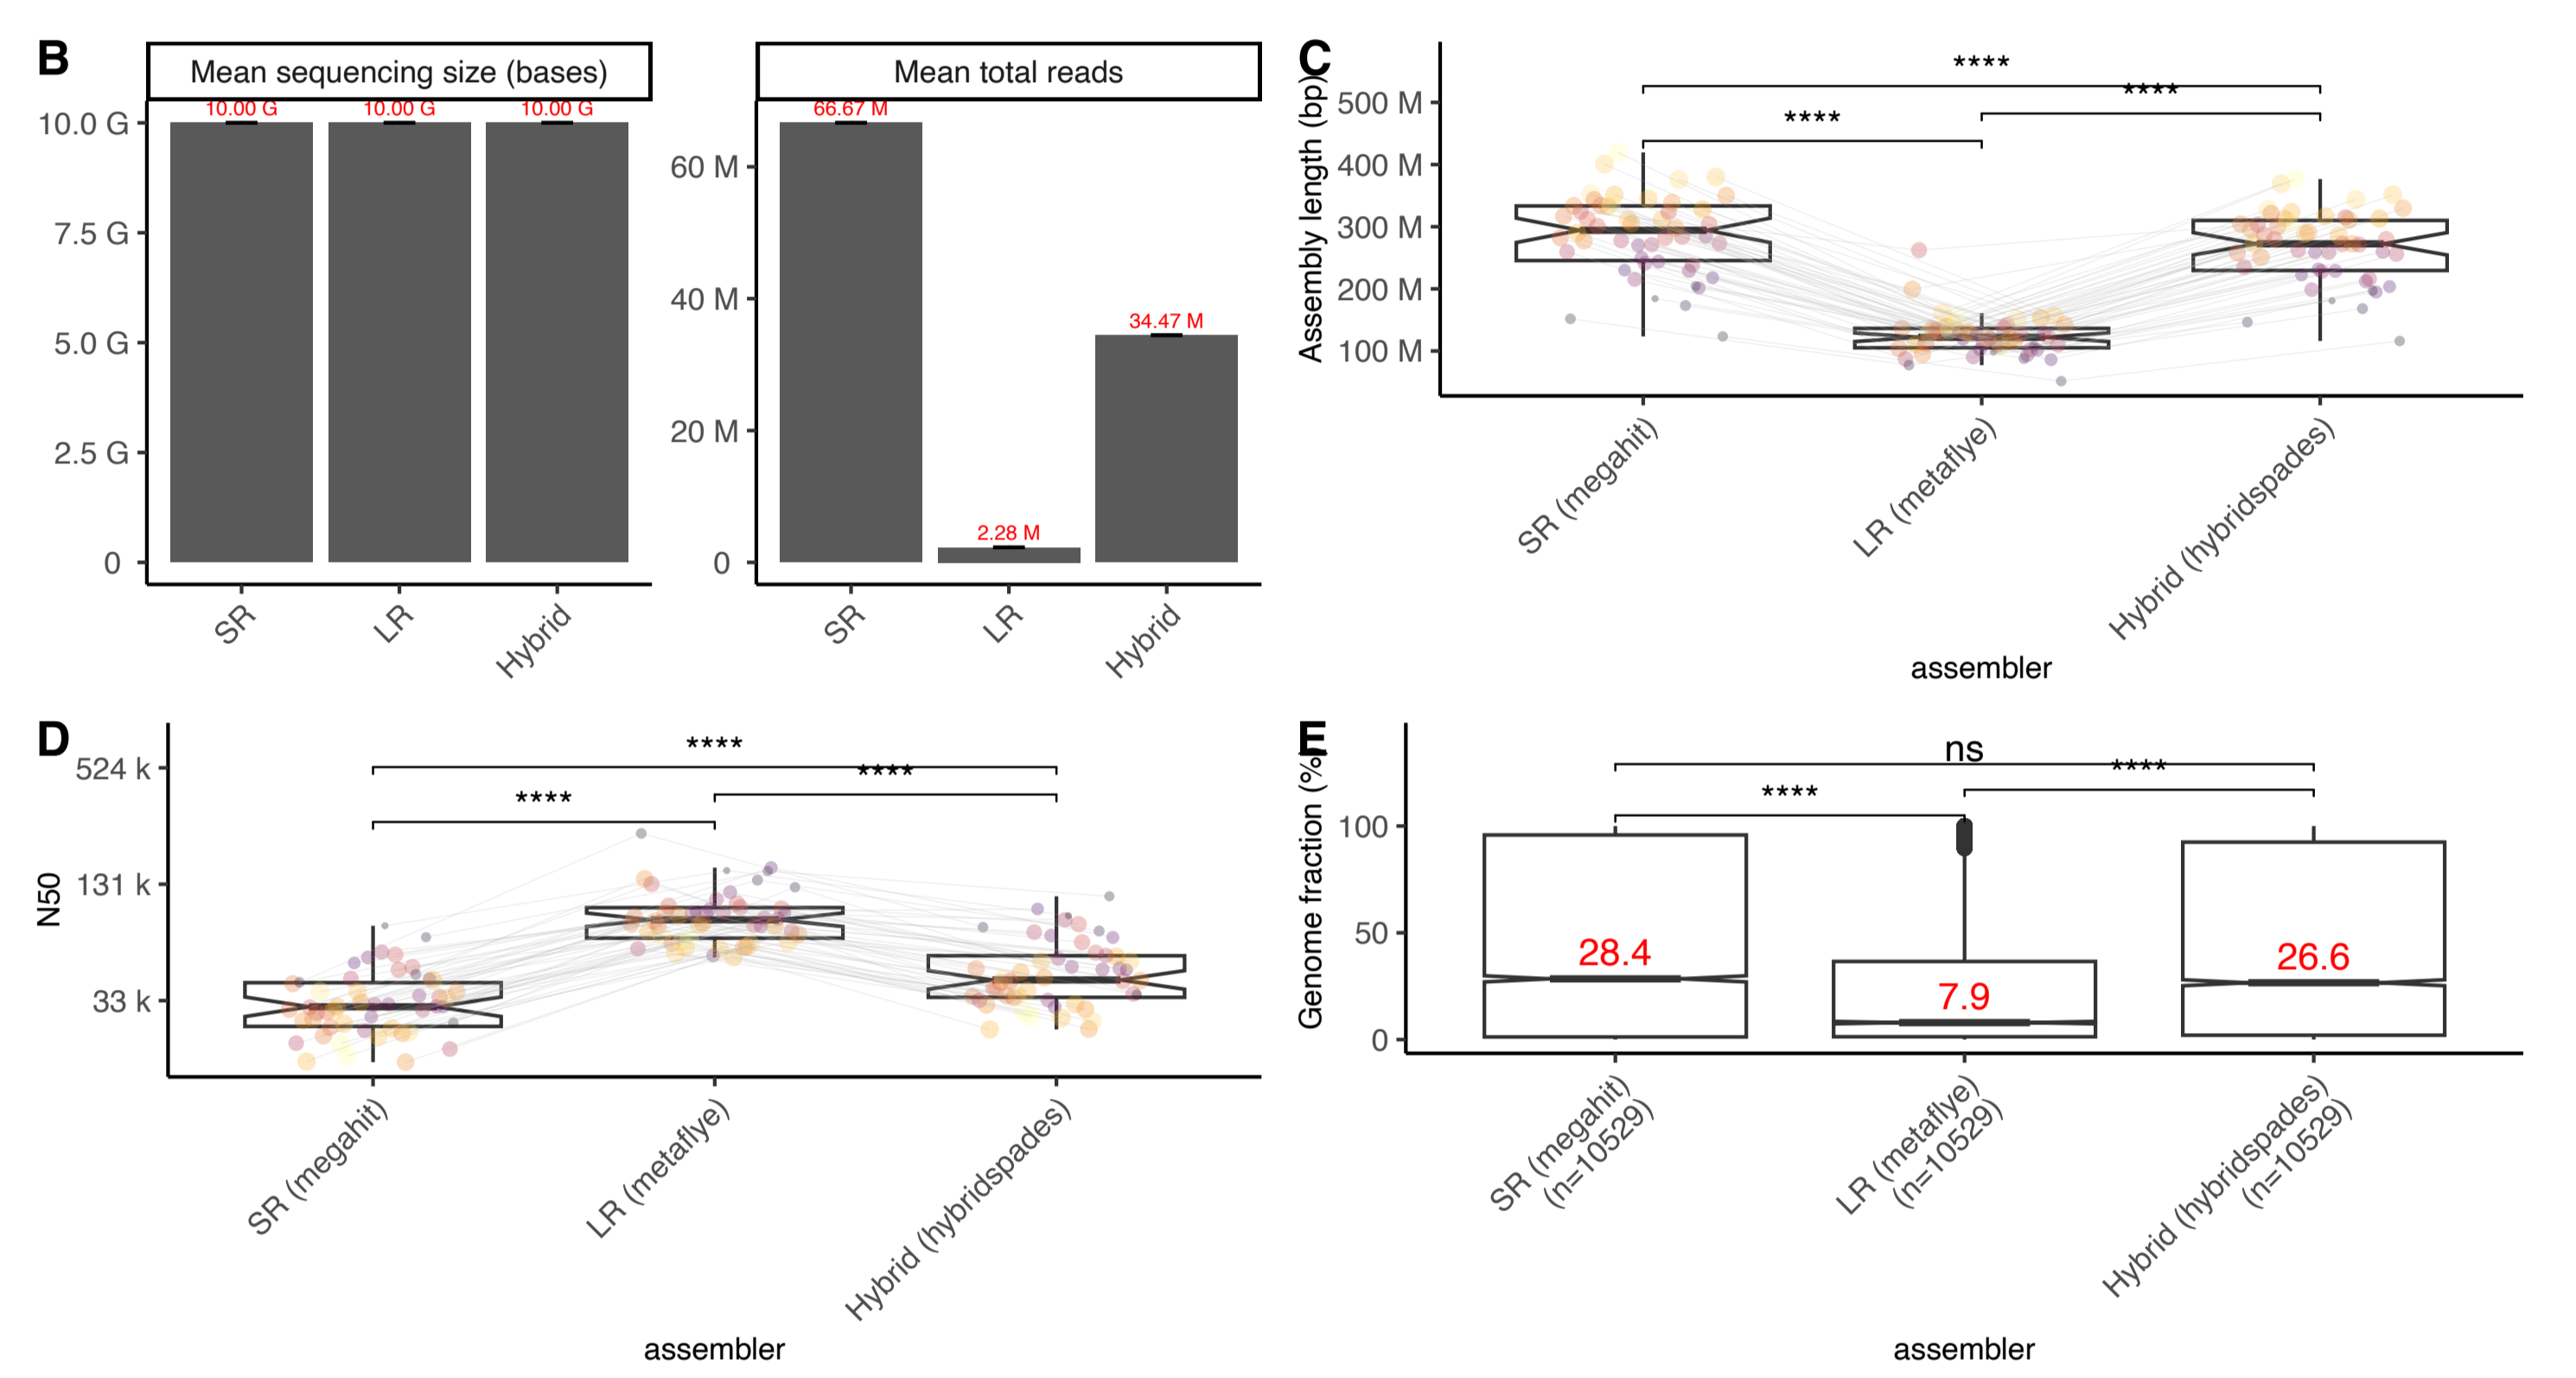 B
Mean sequencing size (bases)
10.00 G 10.00 G 10.00 G
10.0 G
7.5 G
5.0 G
2.5 G
0
SR
LR
Hybrid
Mean total reads
66.67 M
2.28 M
34.47 M
60 M
40 M
20 M
0
SR
LR
Hybrid
C
Assembly length (bp)
500 M
400 M
300 M
200 M
100 M
****
****
****
SR (megahit)
LR (metaflye)
Hybrid (hybridspades)
assembler
D
N50
524 k
131 k
33 k
****
****
****
SR (megahit)
LR (metaflye)
Hybrid (hybridspades)
assembler
E
Genome fraction (%)
100
50
0
ns
****
****
28.4
7.9
26.6
SR (megahit)
(n=10529)
LR (metaflye)
(n=10529)
Hybrid (hybridspades)
(n=10529)
assembler